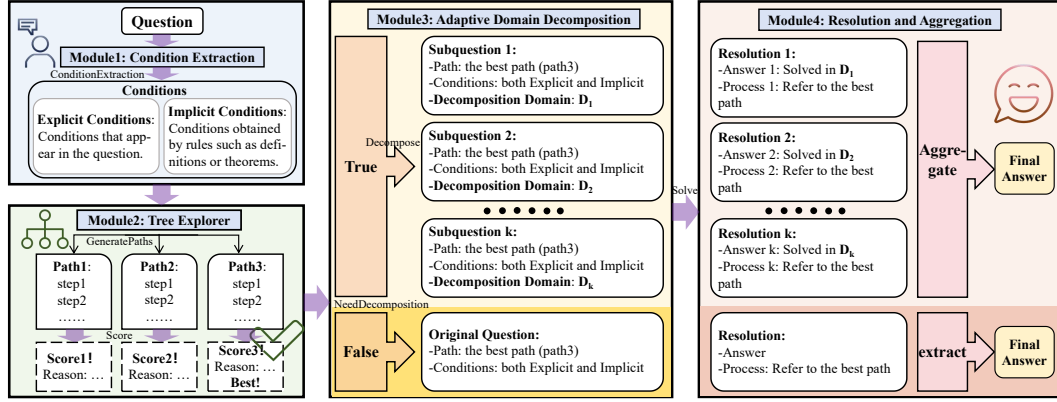 Question
Module1: Condition Extraction
ConditionExtraction
Conditions
Explicit Conditions:
Conditions that app-
ear in the question.
Implicit Conditions:
Conditions obtained
by rules such as defi-
nitions or theorems.
Module2: Tree Explorer
GeneratePaths
Path1:
step1
step2
……
Path2:
step1
step2
……
Path3:
step1
step2
……
Score
Score1!
Reason: …
Score2!
Reason: …
Score3!
Reason: …
Best!
Module3: Adaptive Domain Decomposition
NeedDecomposition
True
Decompose
Subquestion 1:
-Path: the best path (path3)
-Conditions: both Explicit and Implicit
-Decomposition Domain: D1
Subquestion 2:
-Path: the best path (path3)
-Conditions: both Explicit and Implicit
-Decomposition Domain: D2
Subquestion k:
-Path: the best path (path3)
-Conditions: both Explicit and Implicit
-Decomposition Domain: Dk
False
Original Question:
-Path: the best path (path3)
-Conditions: both Explicit and Implicit
Solve
Module4: Resolution and Aggregation
Resolution 1:
-Answer 1: Solved in D1
-Process 1: Refer to the best
path
Resolution 2:
-Answer 2: Solved in D2
-Process 2: Refer to the best
path
Resolution k:
-Answer k: Solved in Dk
-Process k: Refer to the best
path
Aggre-
gate
Final
Answer
Resolution:
-Answer
-Process: Refer to the best path
extract
Final
Answer